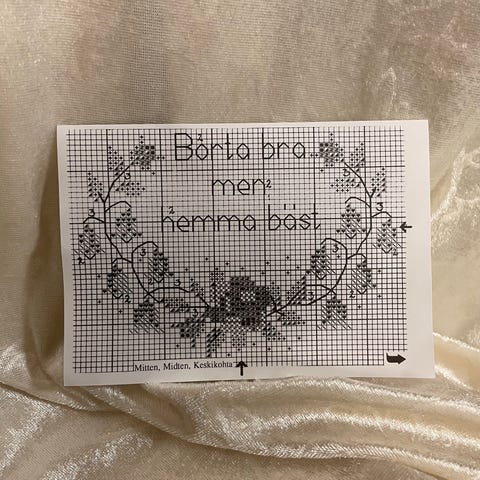 Borta bra
men
hemma bäst
Mitten, Midten, Keskikohta